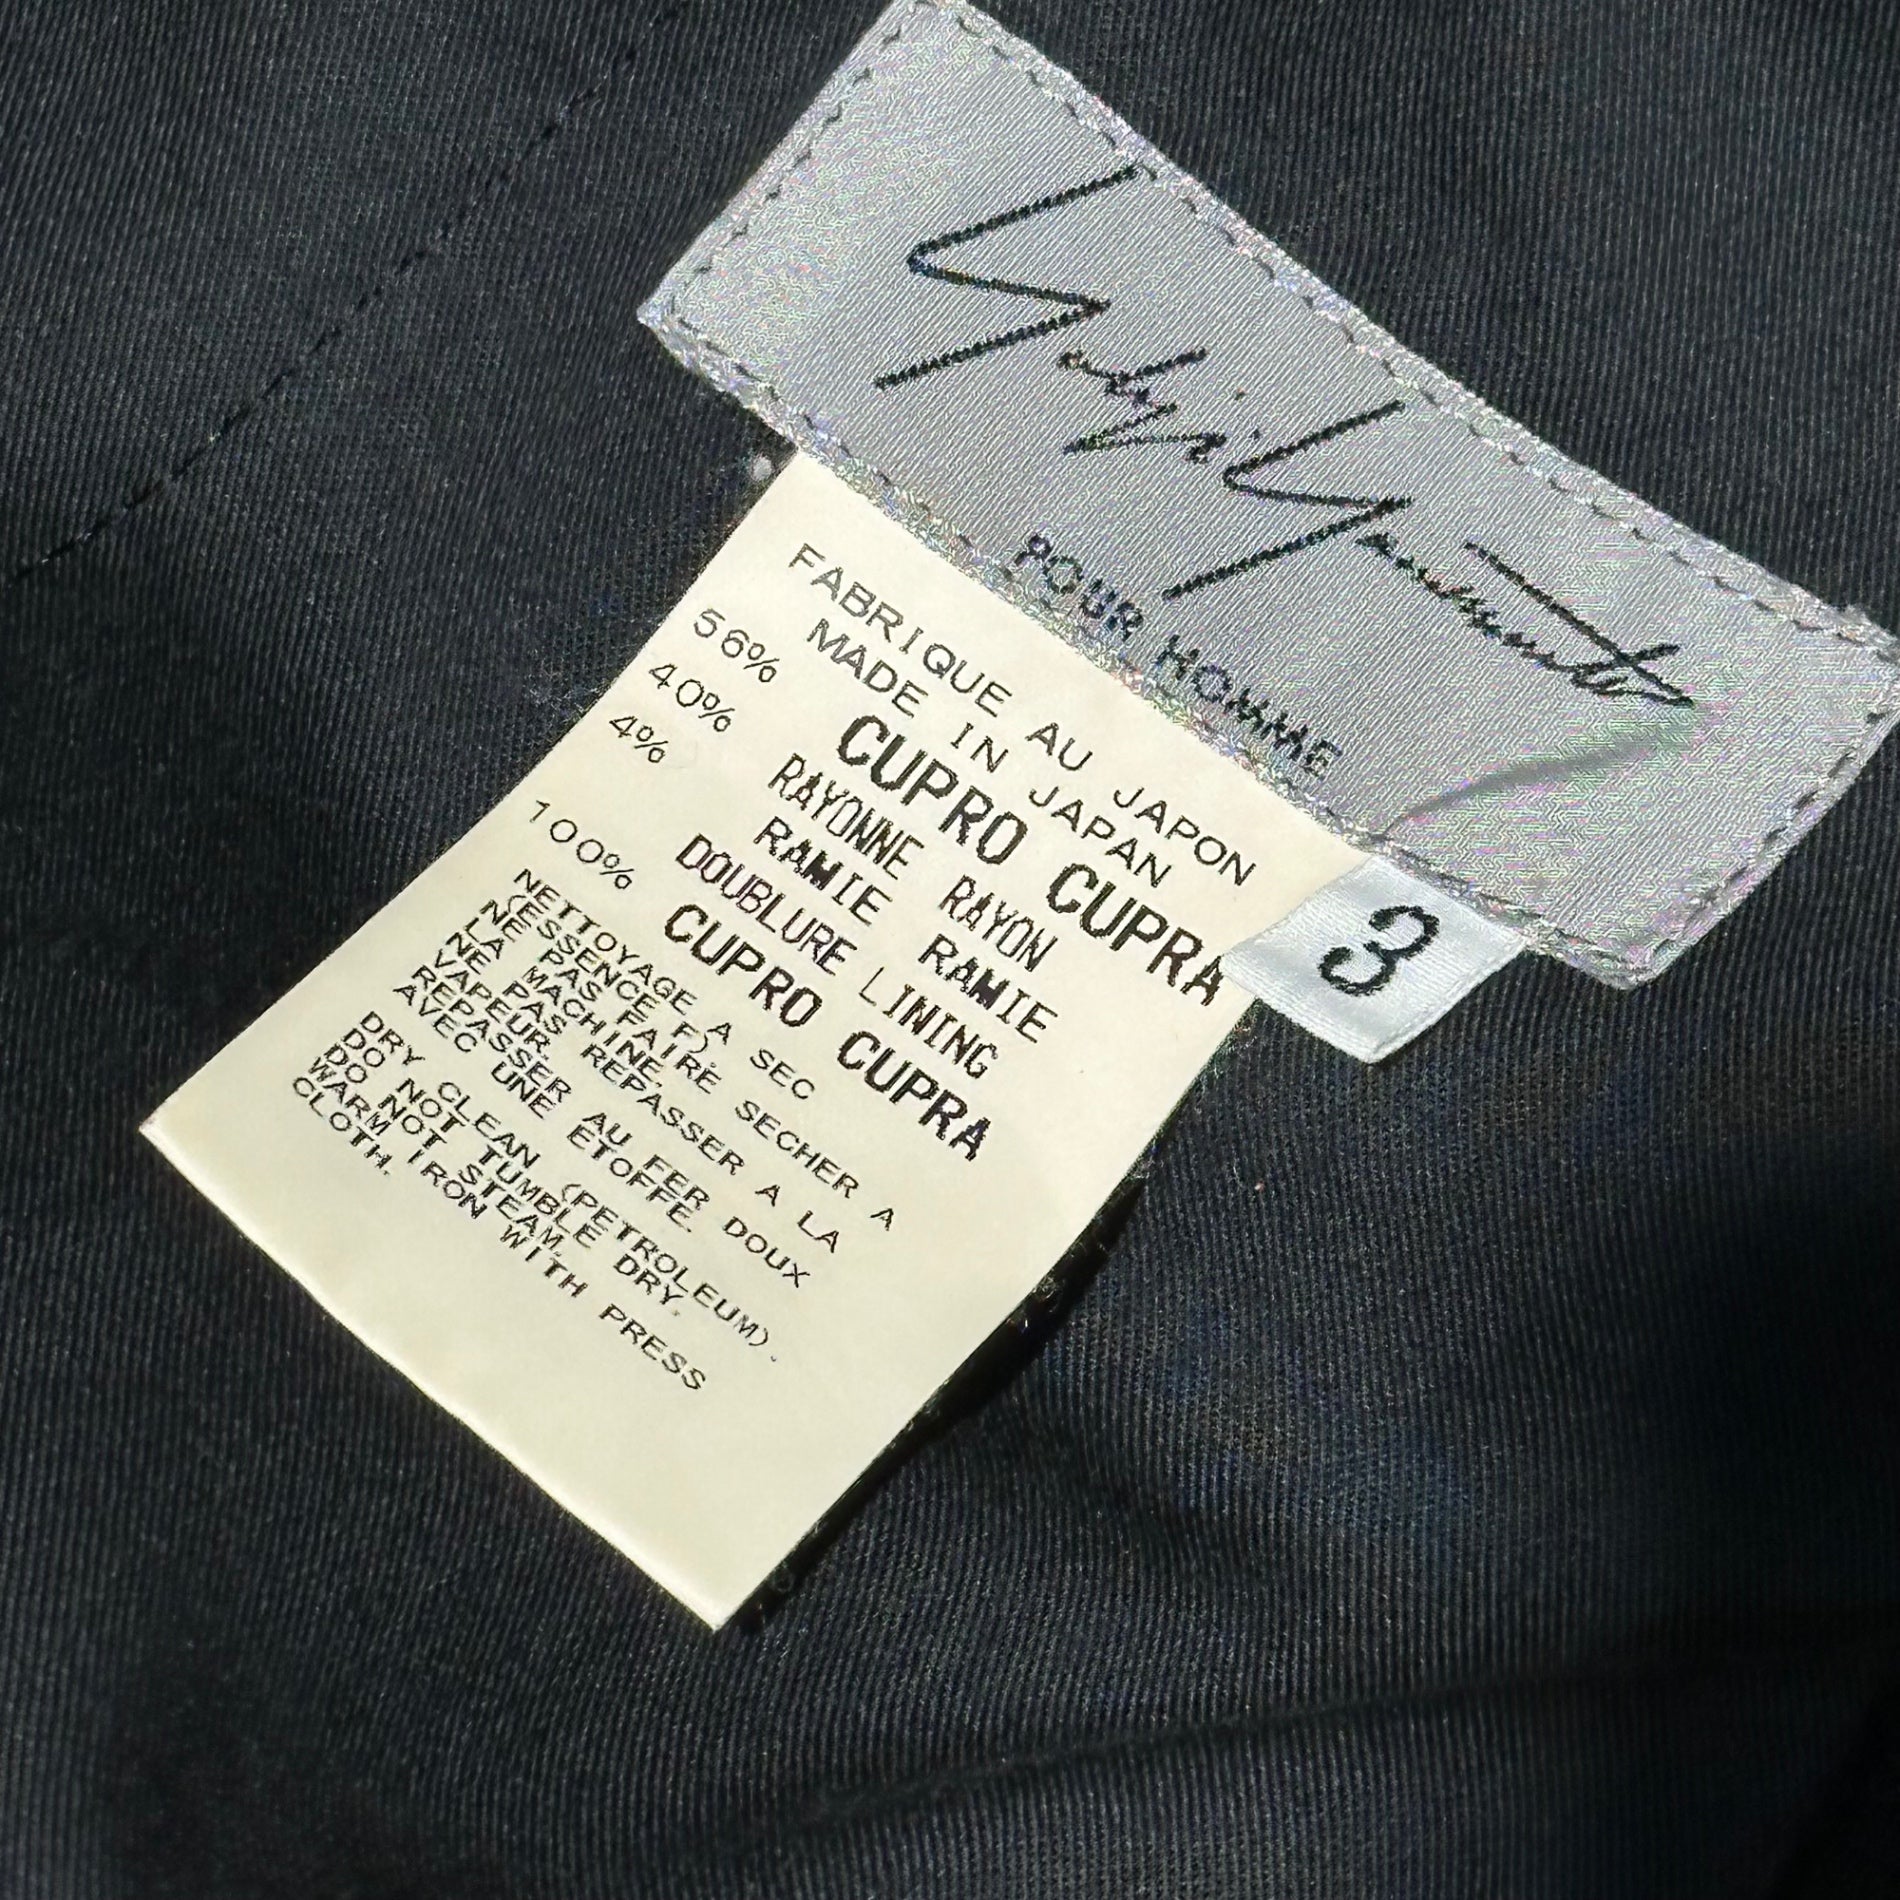 Yohji Yamamoto
POUR HOMME
3
FABRIQUE AU JAPON
MADE IN JAPAN
56% CUPRO CUPRA
40% RAYONNE RAYON
4% RAMIE RAMIE
DOUBLURE LINING
100% CUPRO CUPRA
NETTOYAGE A SEC
(ESSENCE F).
NE PAS FAIRE SECHER A
LA MACHINE.
NE PAS REPASSER A LA
VAPEUR.
REPASSER AU FER DOUX
AVEC UNE ETOFFE.
DRY CLEAN (PETROLEUM).
DO NOT TUMBLE DRY.
DO NOT STEAM.
WARM IRON WITH PRESS
CLOTH.